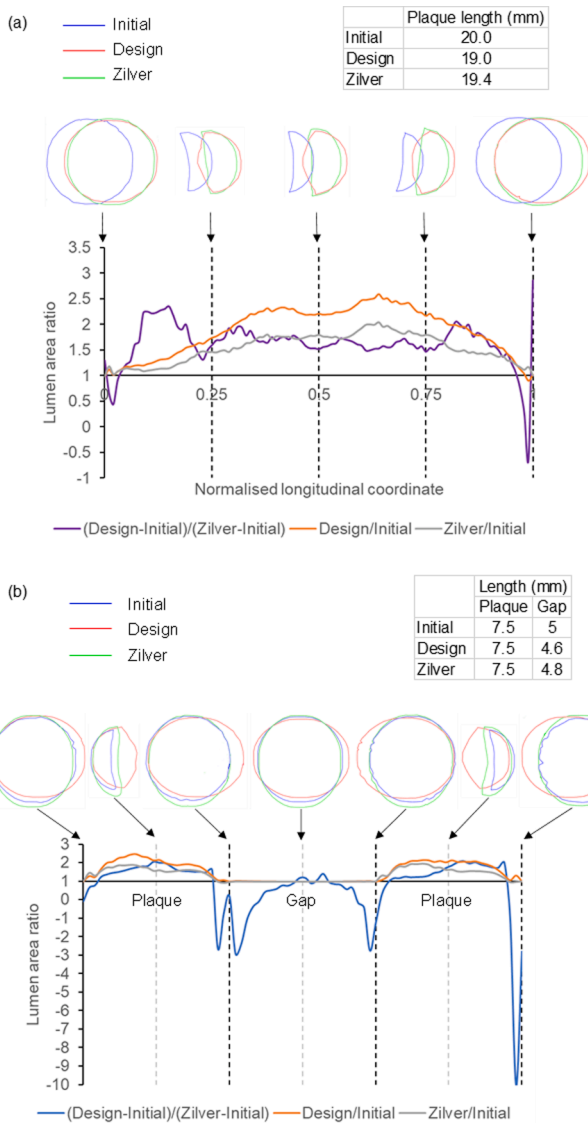 (a)
Initial
Design
Zilver
Plaque length (mm)
Initial 20.0
Design 19.0
Zilver 19.4
3.5
3
2.5
2
1.5
1
0.5
0
-0.5
-1
0 0.25 0.5 0.75 1
Lumen area ratio
Normalised longitudinal coordinate
(Design-Initial)/(Zilver-Initial) Design/Initial Zilver/Initial
(b)
Initial
Design
Zilver
Length (mm)
Plaque Gap
Initial 7.5 5
Design 7.5 4.6
Zilver 7.5 4.8
3
2
1
0
-1
-2
-3
-4
-5
-6
-7
-8
-9
-10
Lumen area ratio
Plaque Gap Plaque
(Design-Initial)/(Zilver-Initial) Design/Initial Zilver/Initial